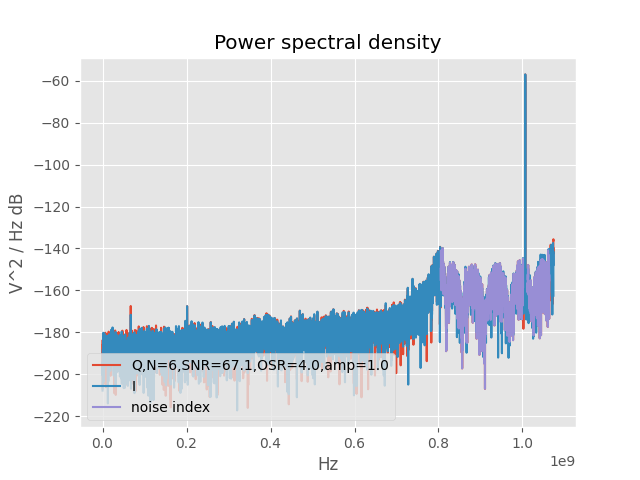 Power spectral density
V^2 / Hz dB
−60
−80
−100
−120
−140
−160
−180
−200
−220
Q,N=6,SNR=67.1,OSR=4.0,amp=1.0
I
noise index
0.0 0.2 0.4 0.6 0.8 1.0
1e9
Hz